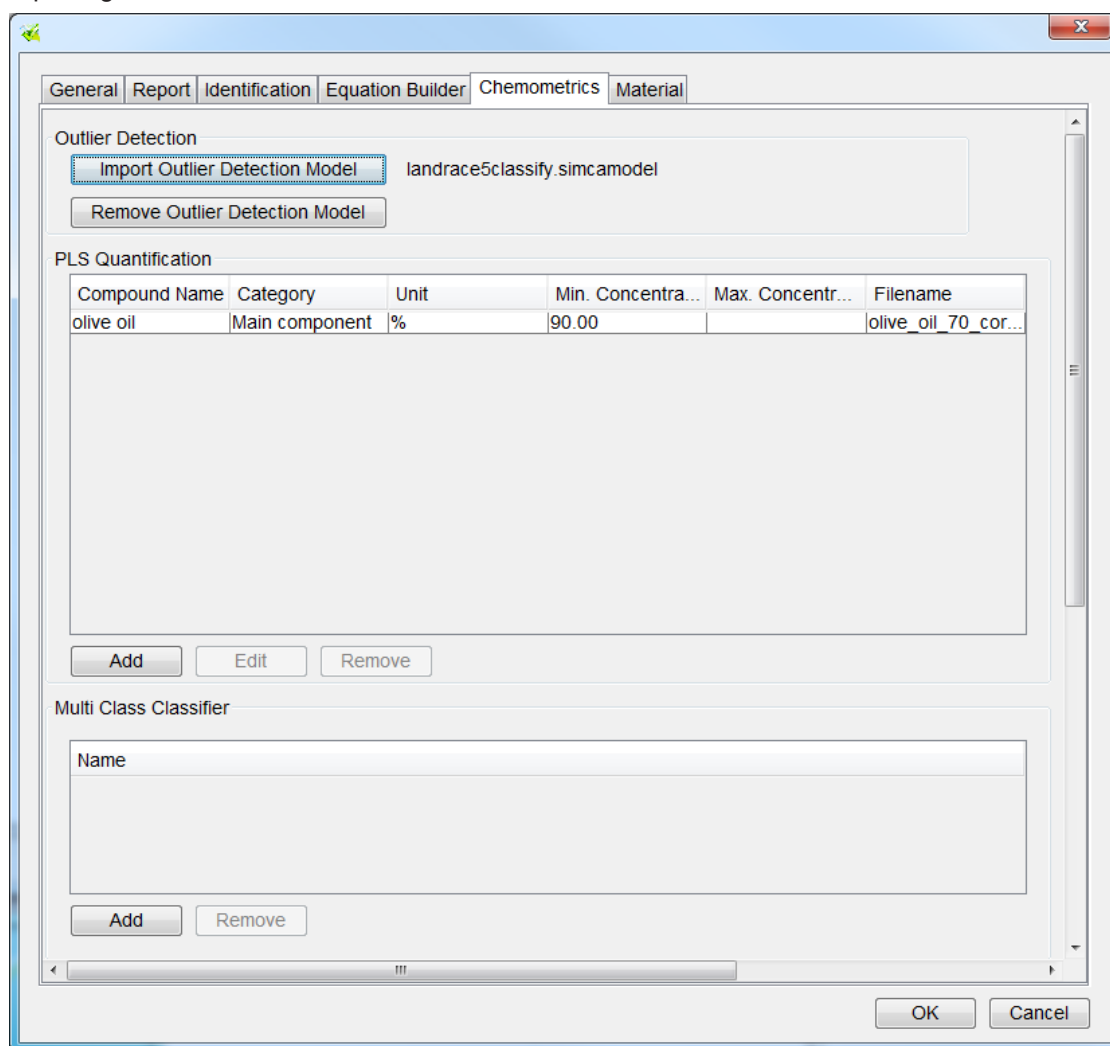 General Report Identification Equation Builder Chemometrics Material
Outlier Detection
Import Outlier Detection Model landrace5classify.simcamodel
Remove Outlier Detection Model
PLS Quantification
Compound Name Category Unit Min. Concentra... Max. Concentr... Filename
olive oil Main component % 90.00 olive_oil_70_cor...
Add Edit Remove
Multi Class Classifier
Name
Add Remove
OK Cancel